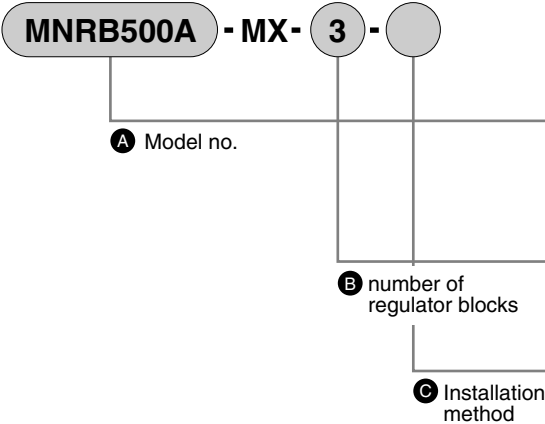 MNRB500A - MX - 3 -
A Model no.
B number of
regulator blocks
C Installation
method